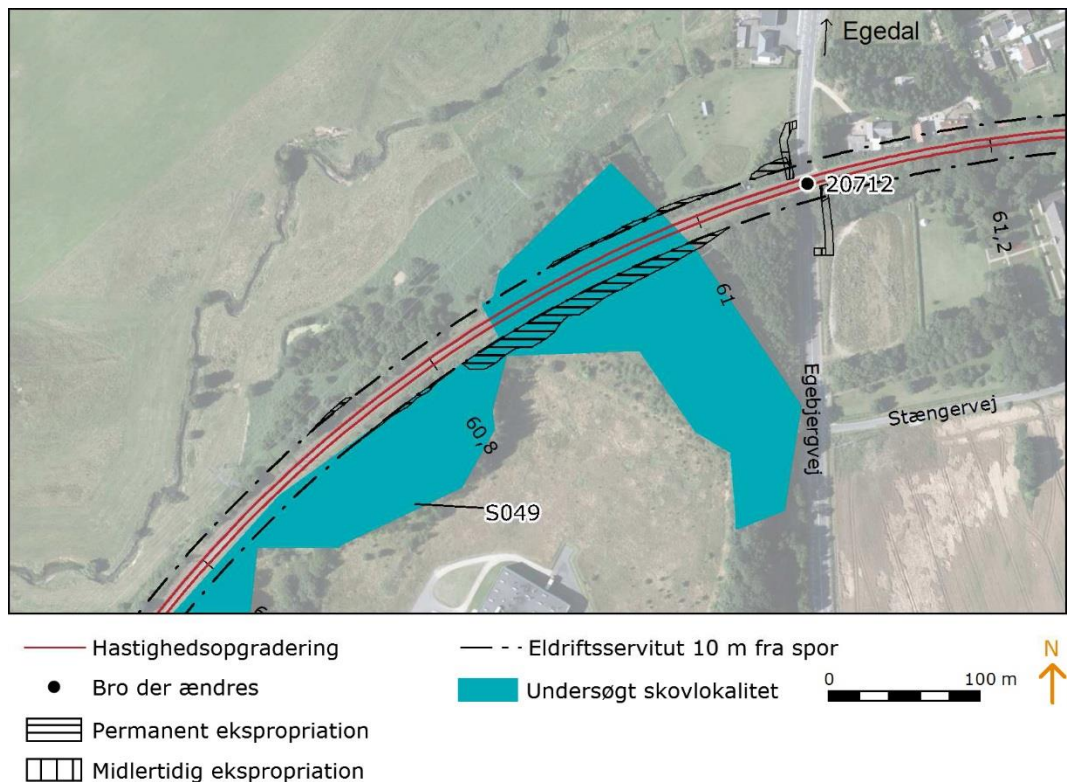 Egedal
20712
61,2
61
Egebjergvej
Stængervej
60,8
S049
Hastighedsopgradering
Bro der ændres
Permanent ekspropriation
Midlertidig ekspropriation
Eldriftsservitut 10 m fra spor
Undersøgt skovlokalitet
0 100 m
N